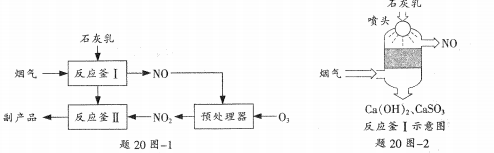 石灰乳
烟气
反应釜Ⅰ
NO
副产品
反应釜Ⅱ
NO₂
预处理器
O₃
题20图-1
石灰乳
喷头
NO
烟气
Ca(OH)₂、CaSO₃
反应釜Ⅰ示意图
题20图-2